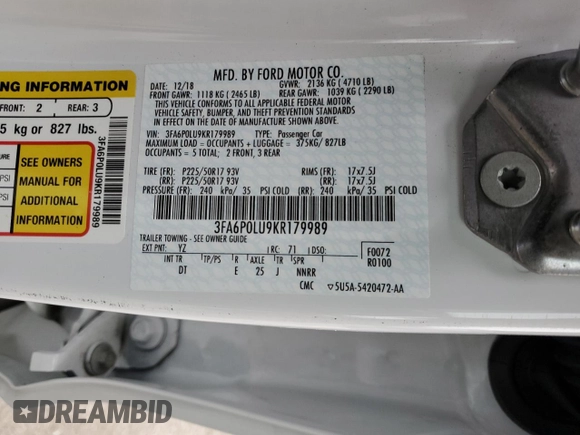 ING INFORMATION
FRONT: 2 REAR: 3
5 kg or 827 lbs.
SEE OWNERS
MANUAL FOR
ADDITIONAL
INFORMATION
PSI
PSI
3FA6P0LU9KR179989
MFD. BY FORD MOTOR CO.
DATE: 12/18 GVWR: 2136 KG ( 4710 LB)
FRONT GAWR: 1118 KG ( 2465 LB) REAR GAWR: 1039 KG ( 2290 LB)
THIS VEHICLE CONFORMS TO ALL APPLICABLE FEDERAL MOTOR
VEHICLE SAFETY, BUMPER, AND THEFT PREVENTION STANDARDS
IN EFFECT ON THE DATE OF MANUFACTURE SHOWN ABOVE.
VIN: 3FA6P0LU9KR179989 TYPE: Passenger Car
MAXIMUM LOAD = OCCUPANTS + LUGGAGE = 375KG/ 827LB
OCCUPANTS = 5 TOTAL; 2 FRONT, 3 REAR
TIRE (FR): P225/50R17 93V RIMS (FR): 17x7.5J
(RR): P225/50R17 93V (RR): 17x7.5J
PRESSURE (FR): 240 kPa/ 35 PSI COLD (RR): 240 kPa/ 35 PSI COLD
3FA6P0LU9KR179989
TRAILER TOWING - SEE OWNER GUIDE
EXT PNT: YZ RC: 71 DSO: F0072
INT TR TP/PS R AXLE TR SPR R0100
DT E 25 J NNRR
CMC 5U5A-5420472-AA
DREAMBID